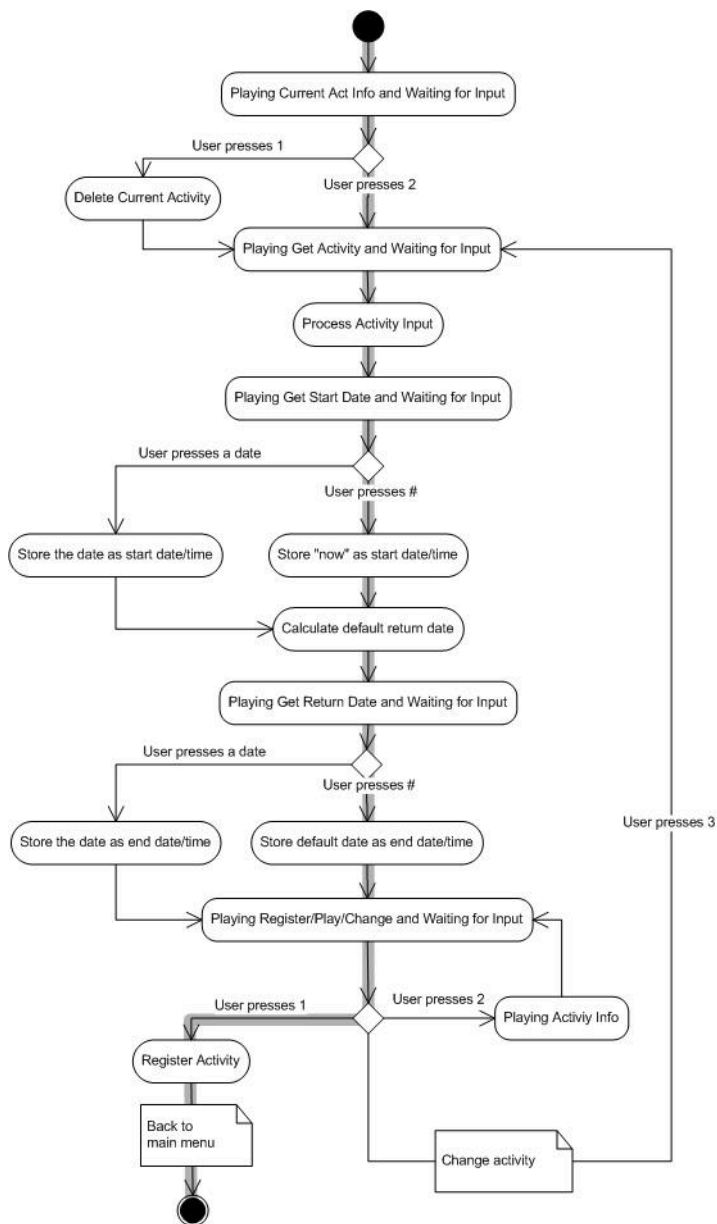 Playing Current Act Info and Waiting for Input
User presses 1
User presses 2
Delete Current Activity
Playing Get Activity and Waiting for Input
Process Activity Input
Playing Get Start Date and Waiting for Input
User presses a date
User presses #
Store the date as start date/time
Store "now" as start date/time
Calculate default return date
Playing Get Return Date and Waiting for Input
User presses a date
User presses #
Store the date as end date/time
Store default date as end date/time
User presses 3
Playing Register/Play/Change and Waiting for Input
User presses 1
User presses 2
Playing Activiy Info
Register Activity
Back to
main menu
Change activity